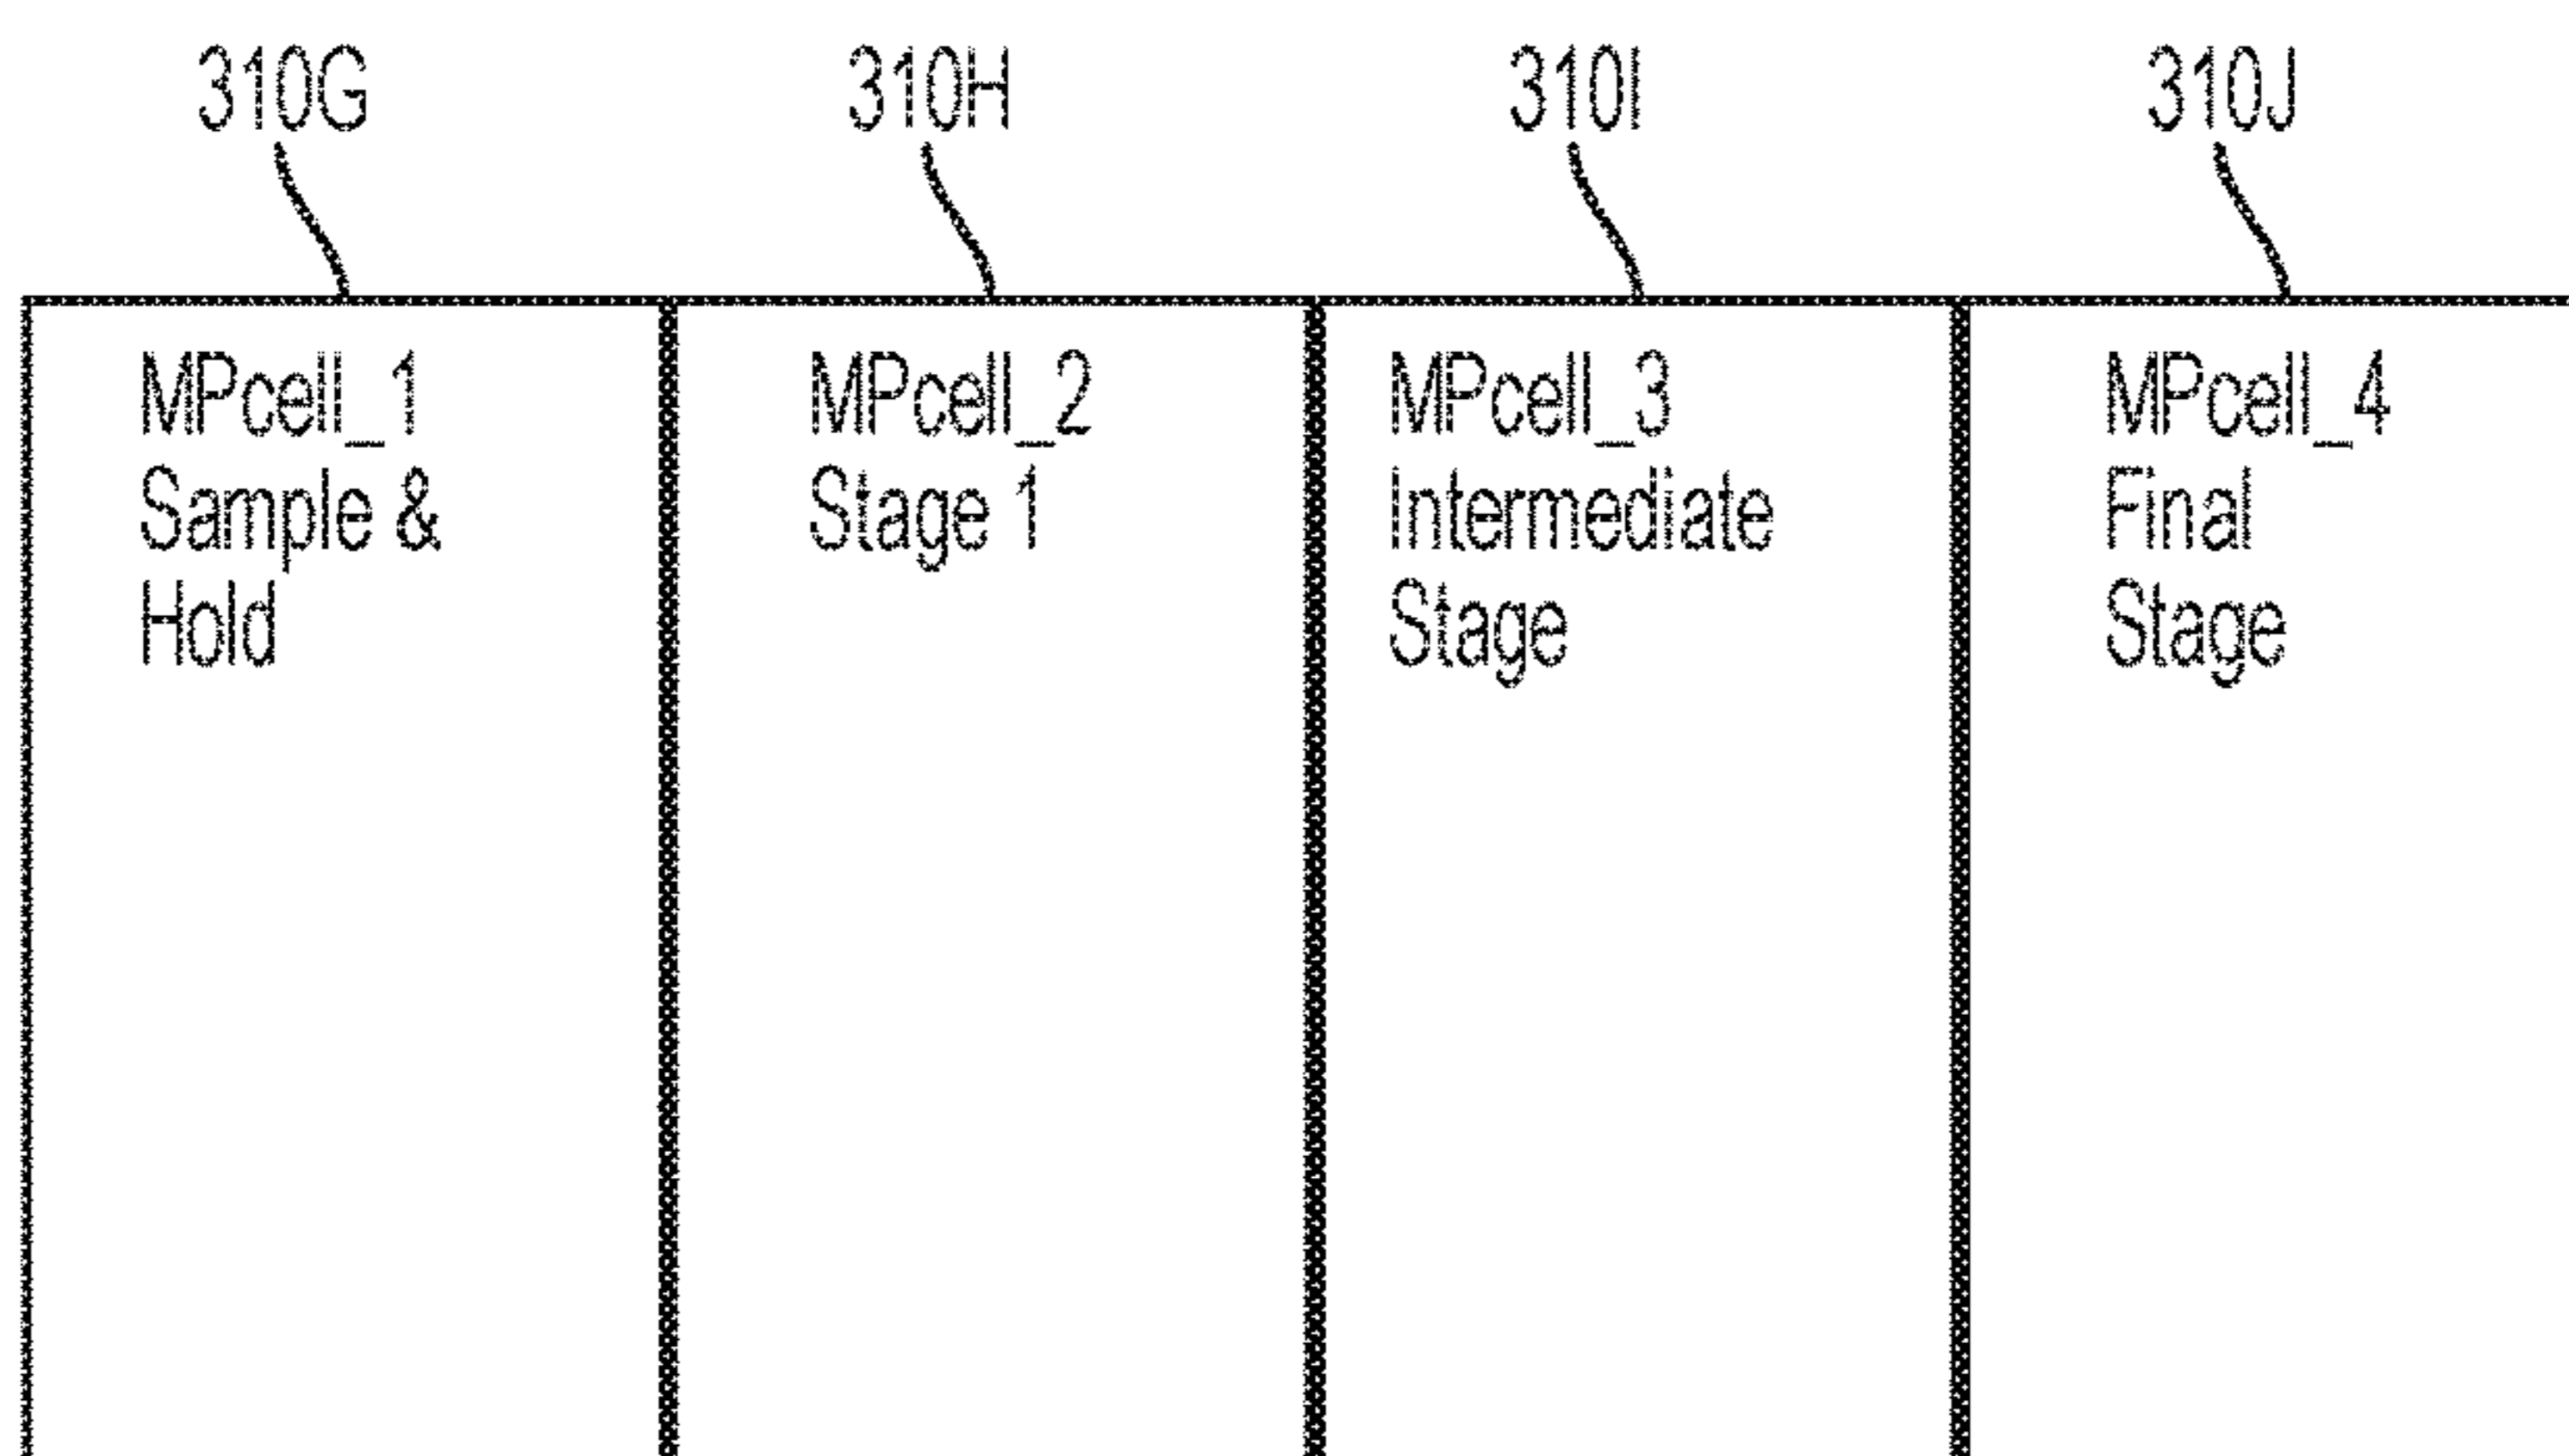 310G
310H
310I
310J
MPcell_1
Sample &
Hold
MPcell_2
Stage 1
MPcell_3
Intermediate
Stage
MPcell_4
Final
Stage